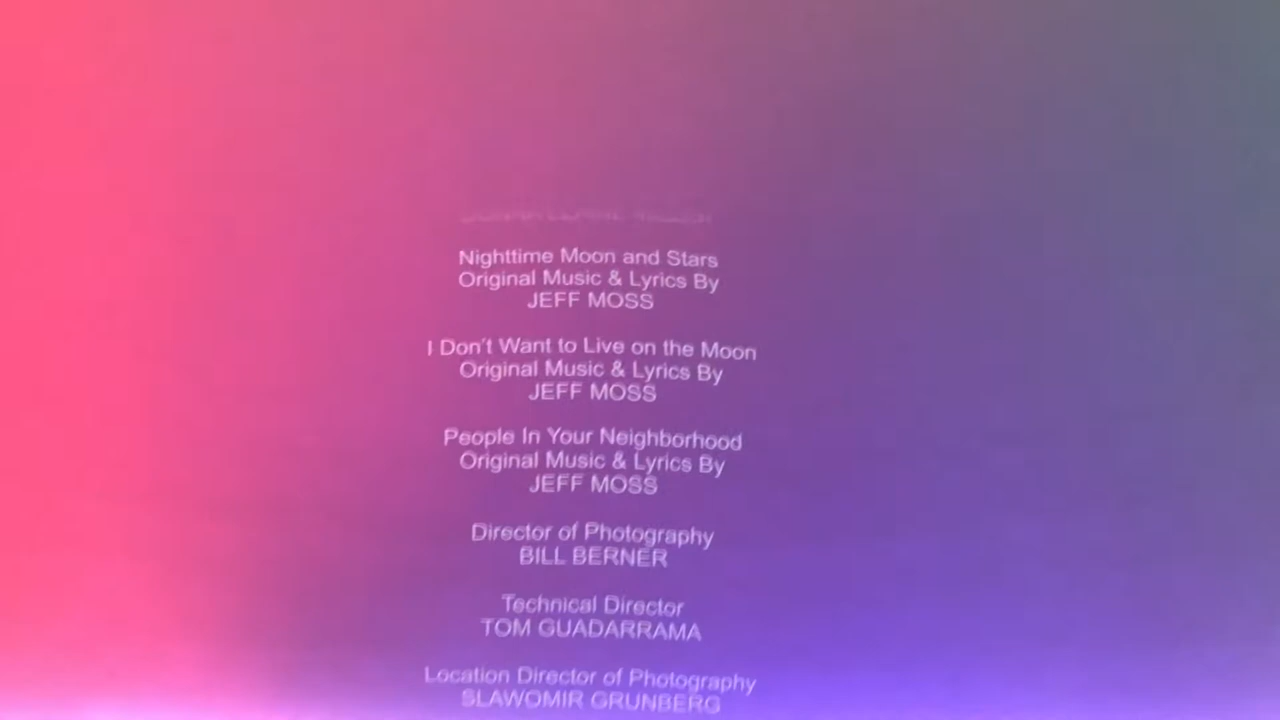 Nighttime Moon and Stars
Original Music & Lyrics By
JEFF MOSS
I Don't Want to Live on the Moon
Original Music & Lyrics By
JEFF MOSS
People In Your Neighborhood
Original Music & Lyrics By
JEFF MOSS
Director of Photography
BILL BERNER
Technical Director
TOM GUADARRAMA
Location Director of Photography
SLAWOMIR GRUNBERG